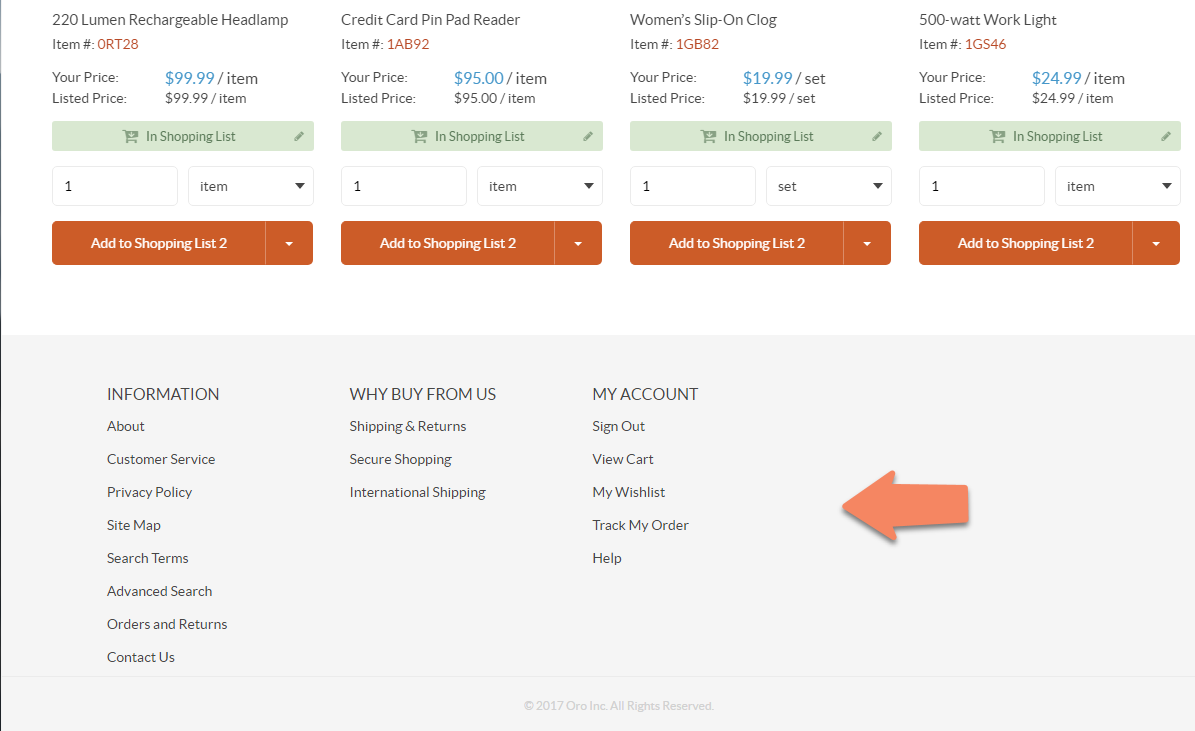 220 Lumen Rechargeable Headlamp
Item #: 0RT28
Your Price: $99.99 / item
Listed Price: $99.99 / item
In Shopping List
1 item
Add to Shopping List 2
Credit Card Pin Pad Reader
Item #: 1AB92
Your Price: $95.00 / item
Listed Price: $95.00 / item
In Shopping List
1 item
Add to Shopping List 2
Women’s Slip-On Clog
Item #: 1GB82
Your Price: $19.99 / set
Listed Price: $19.99 / set
In Shopping List
1 set
Add to Shopping List 2
500-watt Work Light
Item #: 1GS46
Your Price: $24.99 / item
Listed Price: $24.99 / item
In Shopping List
1 item
Add to Shopping List 2
INFORMATION
About
Customer Service
Privacy Policy
Site Map
Search Terms
Advanced Search
Orders and Returns
Contact Us
WHY BUY FROM US
Shipping & Returns
Secure Shopping
International Shipping
MY ACCOUNT
Sign Out
View Cart
My Wishlist
Track My Order
Help
© 2017 Oro Inc. All Rights Reserved.